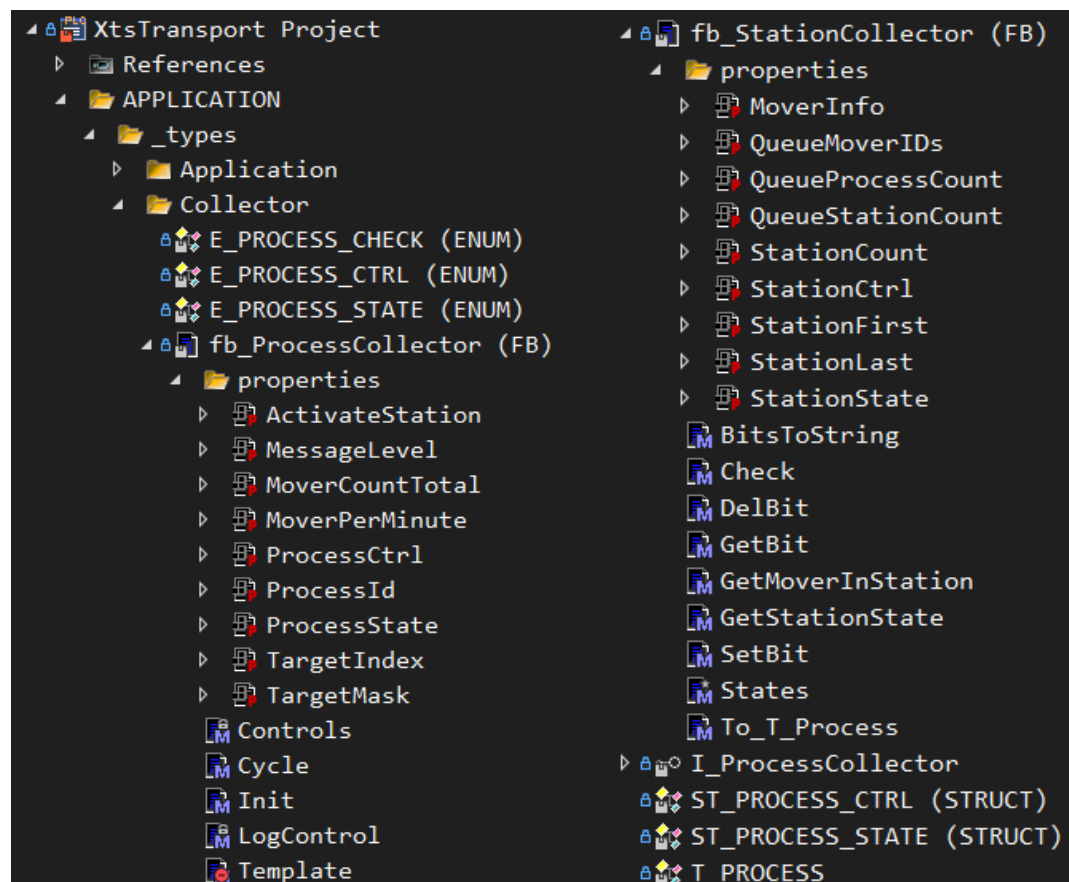 XtsTransport Project
References
APPLICATION
_types
Application
Collector
E_PROCESS_CHECK (ENUM)
E_PROCESS_CTRL (ENUM)
E_PROCESS_STATE (ENUM)
fb_ProcessCollector (FB)
properties
ActivateStation
MessageLevel
MoverCountTotal
MoverPerMinute
ProcessCtrl
ProcessId
ProcessState
TargetIndex
TargetMask
Controls
Cycle
Init
LogControl
Template
fb_StationCollector (FB)
properties
MoverInfo
QueueMoverIDs
QueueProcessCount
QueueStationCount
StationCount
StationCtrl
StationFirst
StationLast
StationState
BitsToString
Check
DelBit
GetBit
GetMoverInStation
GetStationState
SetBit
States
To_T_Process
I_ProcessCollector
ST_PROCESS_CTRL (STRUCT)
ST_PROCESS_STATE (STRUCT)
T_PROCESS